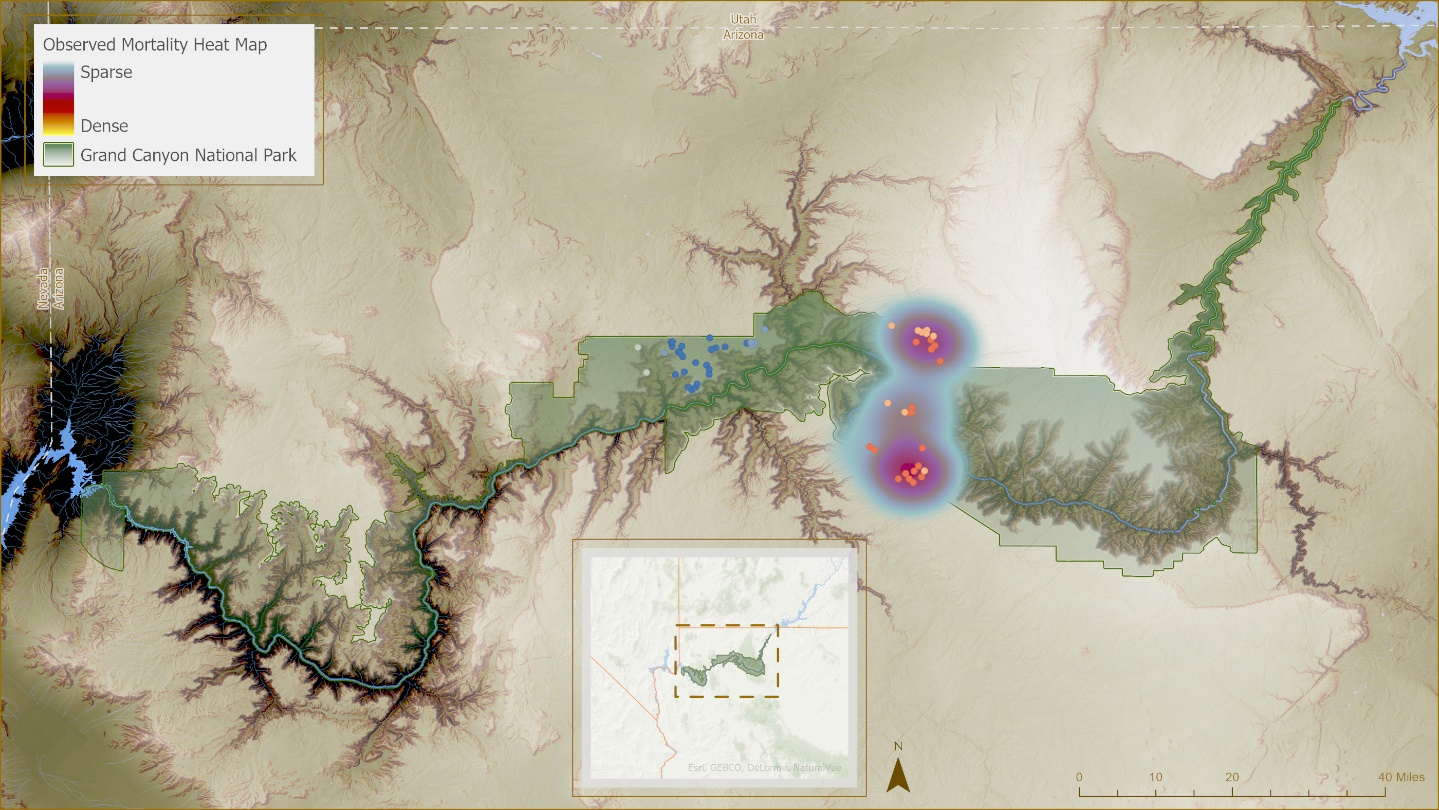 Observed Mortality Heat Map
Sparse
Dense
Grand Canyon National Park
Utah
Arizona
Nevada
Arizona
Esri, GEBCO, DeLorme, NaturalVue
N
0 10 20 40 Miles